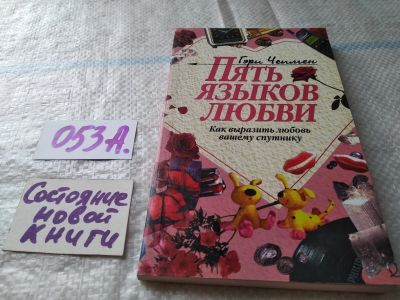 Гэри Чепмен
ПЯТЬ
ЯЗЫКОВ
ЛЮБВИ
Как выразить любовь
вашему спутнику
053А.
Состояние
новой
книги